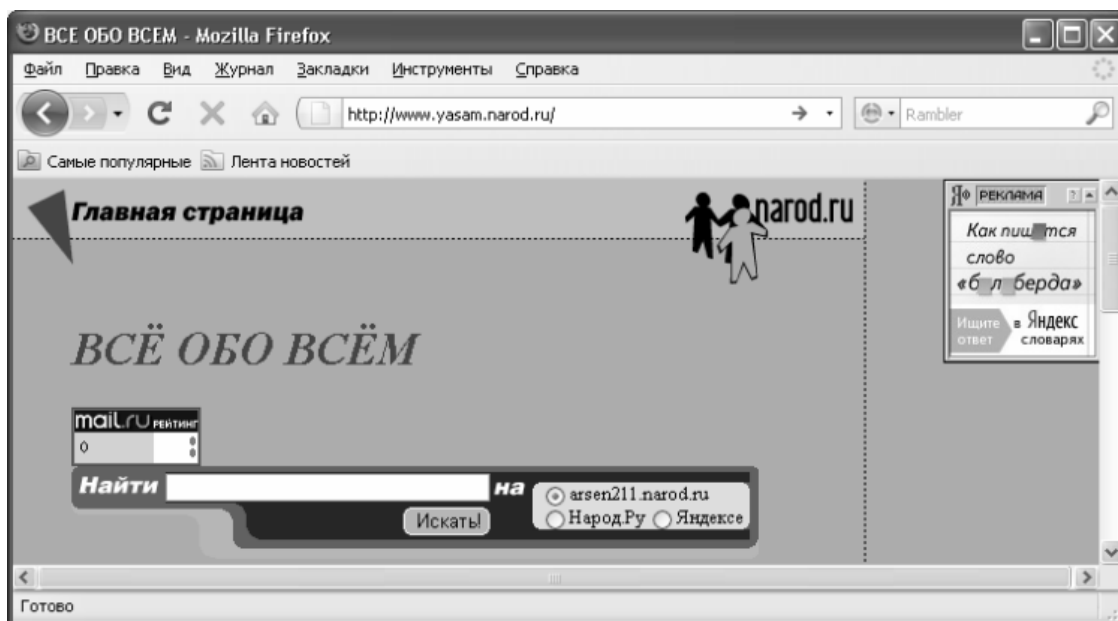 ВСЕ ОБО ВСЕМ - Mozilla Firefox
Файл Правка Вид Журнал Закладки Инструменты Справка
http://www.yasam.narod.ru/ Rambler
Самые популярные Лента новостей
Главная страница narod.ru
ЯФ РЕКЛАМА ?
Как пиш тся
слово
«б л берда»
Ищите ответ в Яндекс словарях
ВСЁ ОБО ВСЁМ
mail.ru РЕЙТИНГ
0
Найти на arsen211.narod.ru
Искать! Народ.Ру Яндексе
Готово